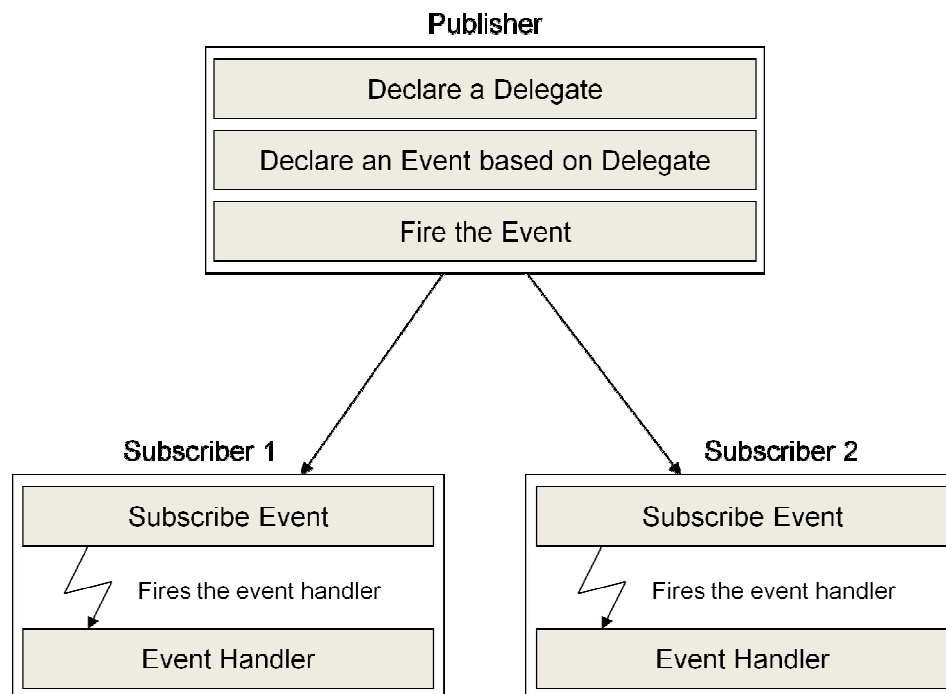 Publisher
Declare a Delegate
Declare an Event based on Delegate
Fire the Event
Subscriber 1
Subscribe Event
Fires the event handler
Event Handler
Subscriber 2
Subscribe Event
Fires the event handler
Event Handler